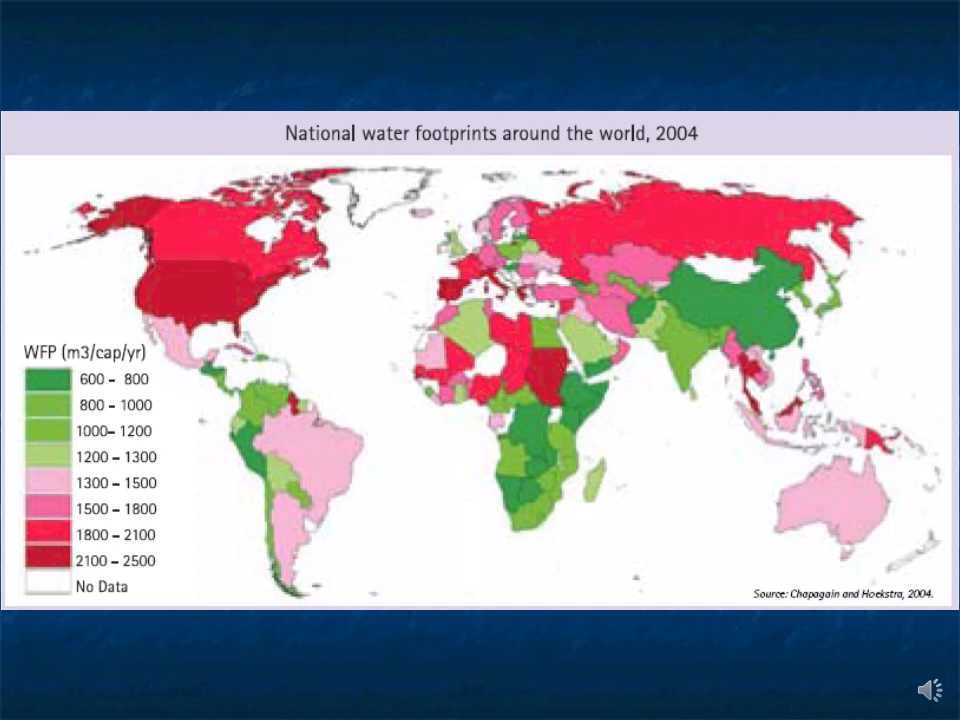 National water footprints around the world, 2004
WFP (m3/cap/yr)
600 – 800
800 – 1000
1000– 1200
1200 – 1300
1300 – 1500
1500 – 1800
1800 – 2100
2100 – 2500
No Data
Source: Chapagain and Hoekstra, 2004.